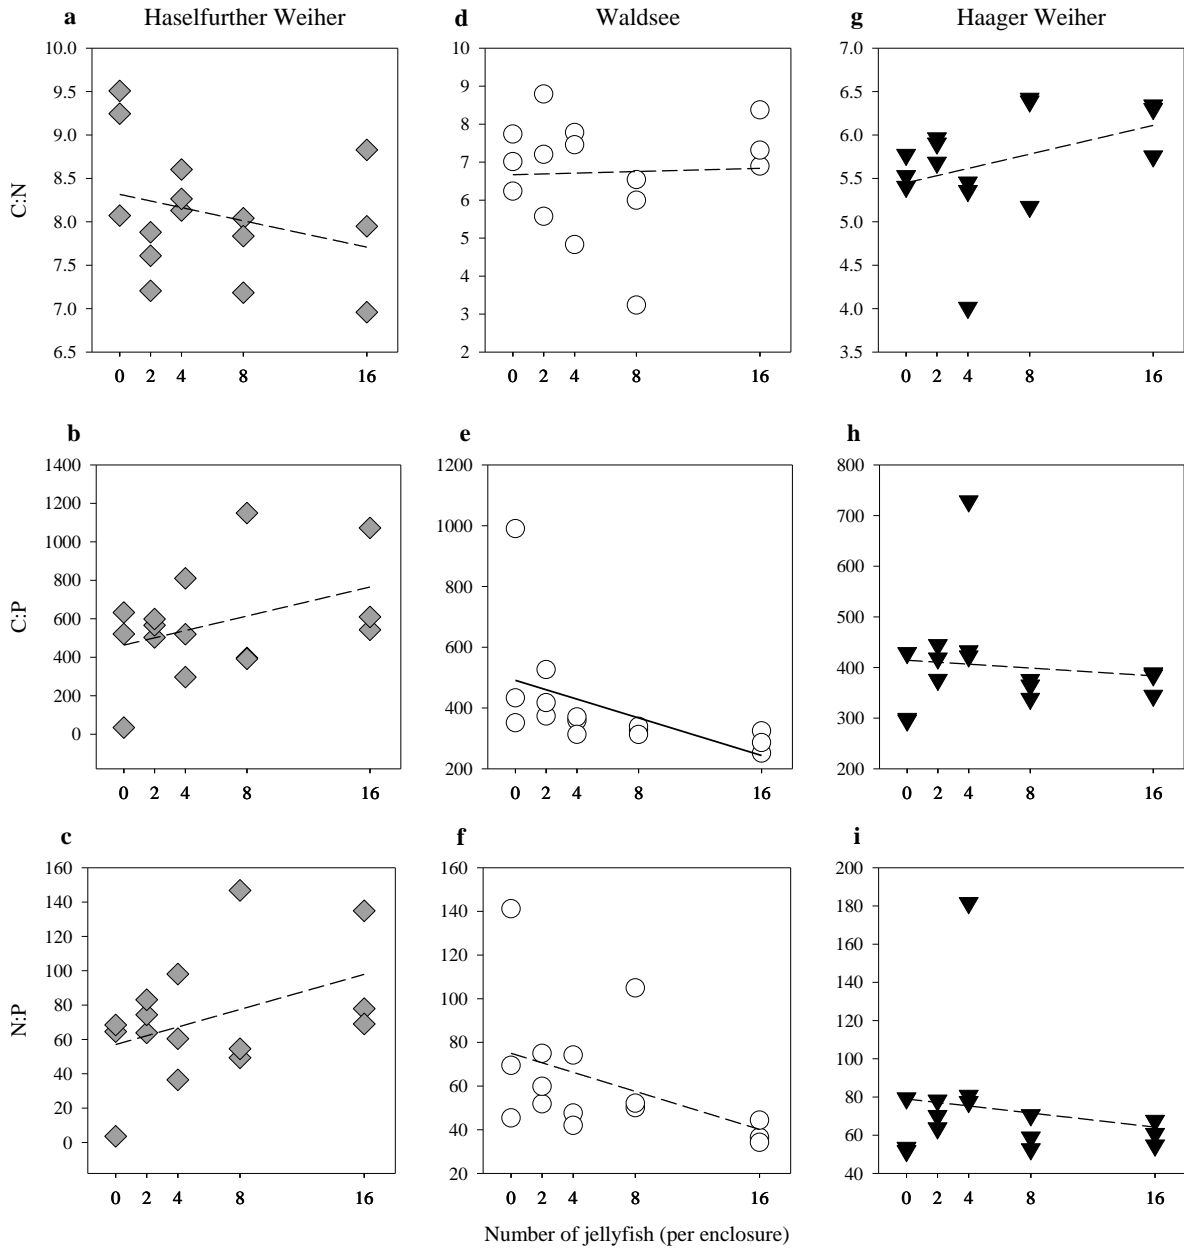 a Haselfurther Weiher d Waldsee g Haager Weiher
10.0 10 7.0
9.5 9 6.5
9.0 8 6.0
8.5 7 5.5
C:N
8.0 6 5.0
7.5 5 4.5
7.0 4 4.0
3
6.5 2 3.5
0 2 4 8 16 0 2 4 8 16 0 2 4 8 16
b e h
1400 1200 800
1200 1000 700
1000 800 600
800 600 500
C:P
600 400 400
400 200 300
200 200
0
0 2 4 8 16 0 2 4 8 16 0 2 4 8 16
c f i
160 160 200
140 140 180
120 120 160
100 100 140
80 80 120
N:P
60 60 100
40 40 80
20 20 60
0 40
0 2 4 8 16 0 2 4 8 16 0 2 4 8 16
Number of jellyfish (per enclosure)